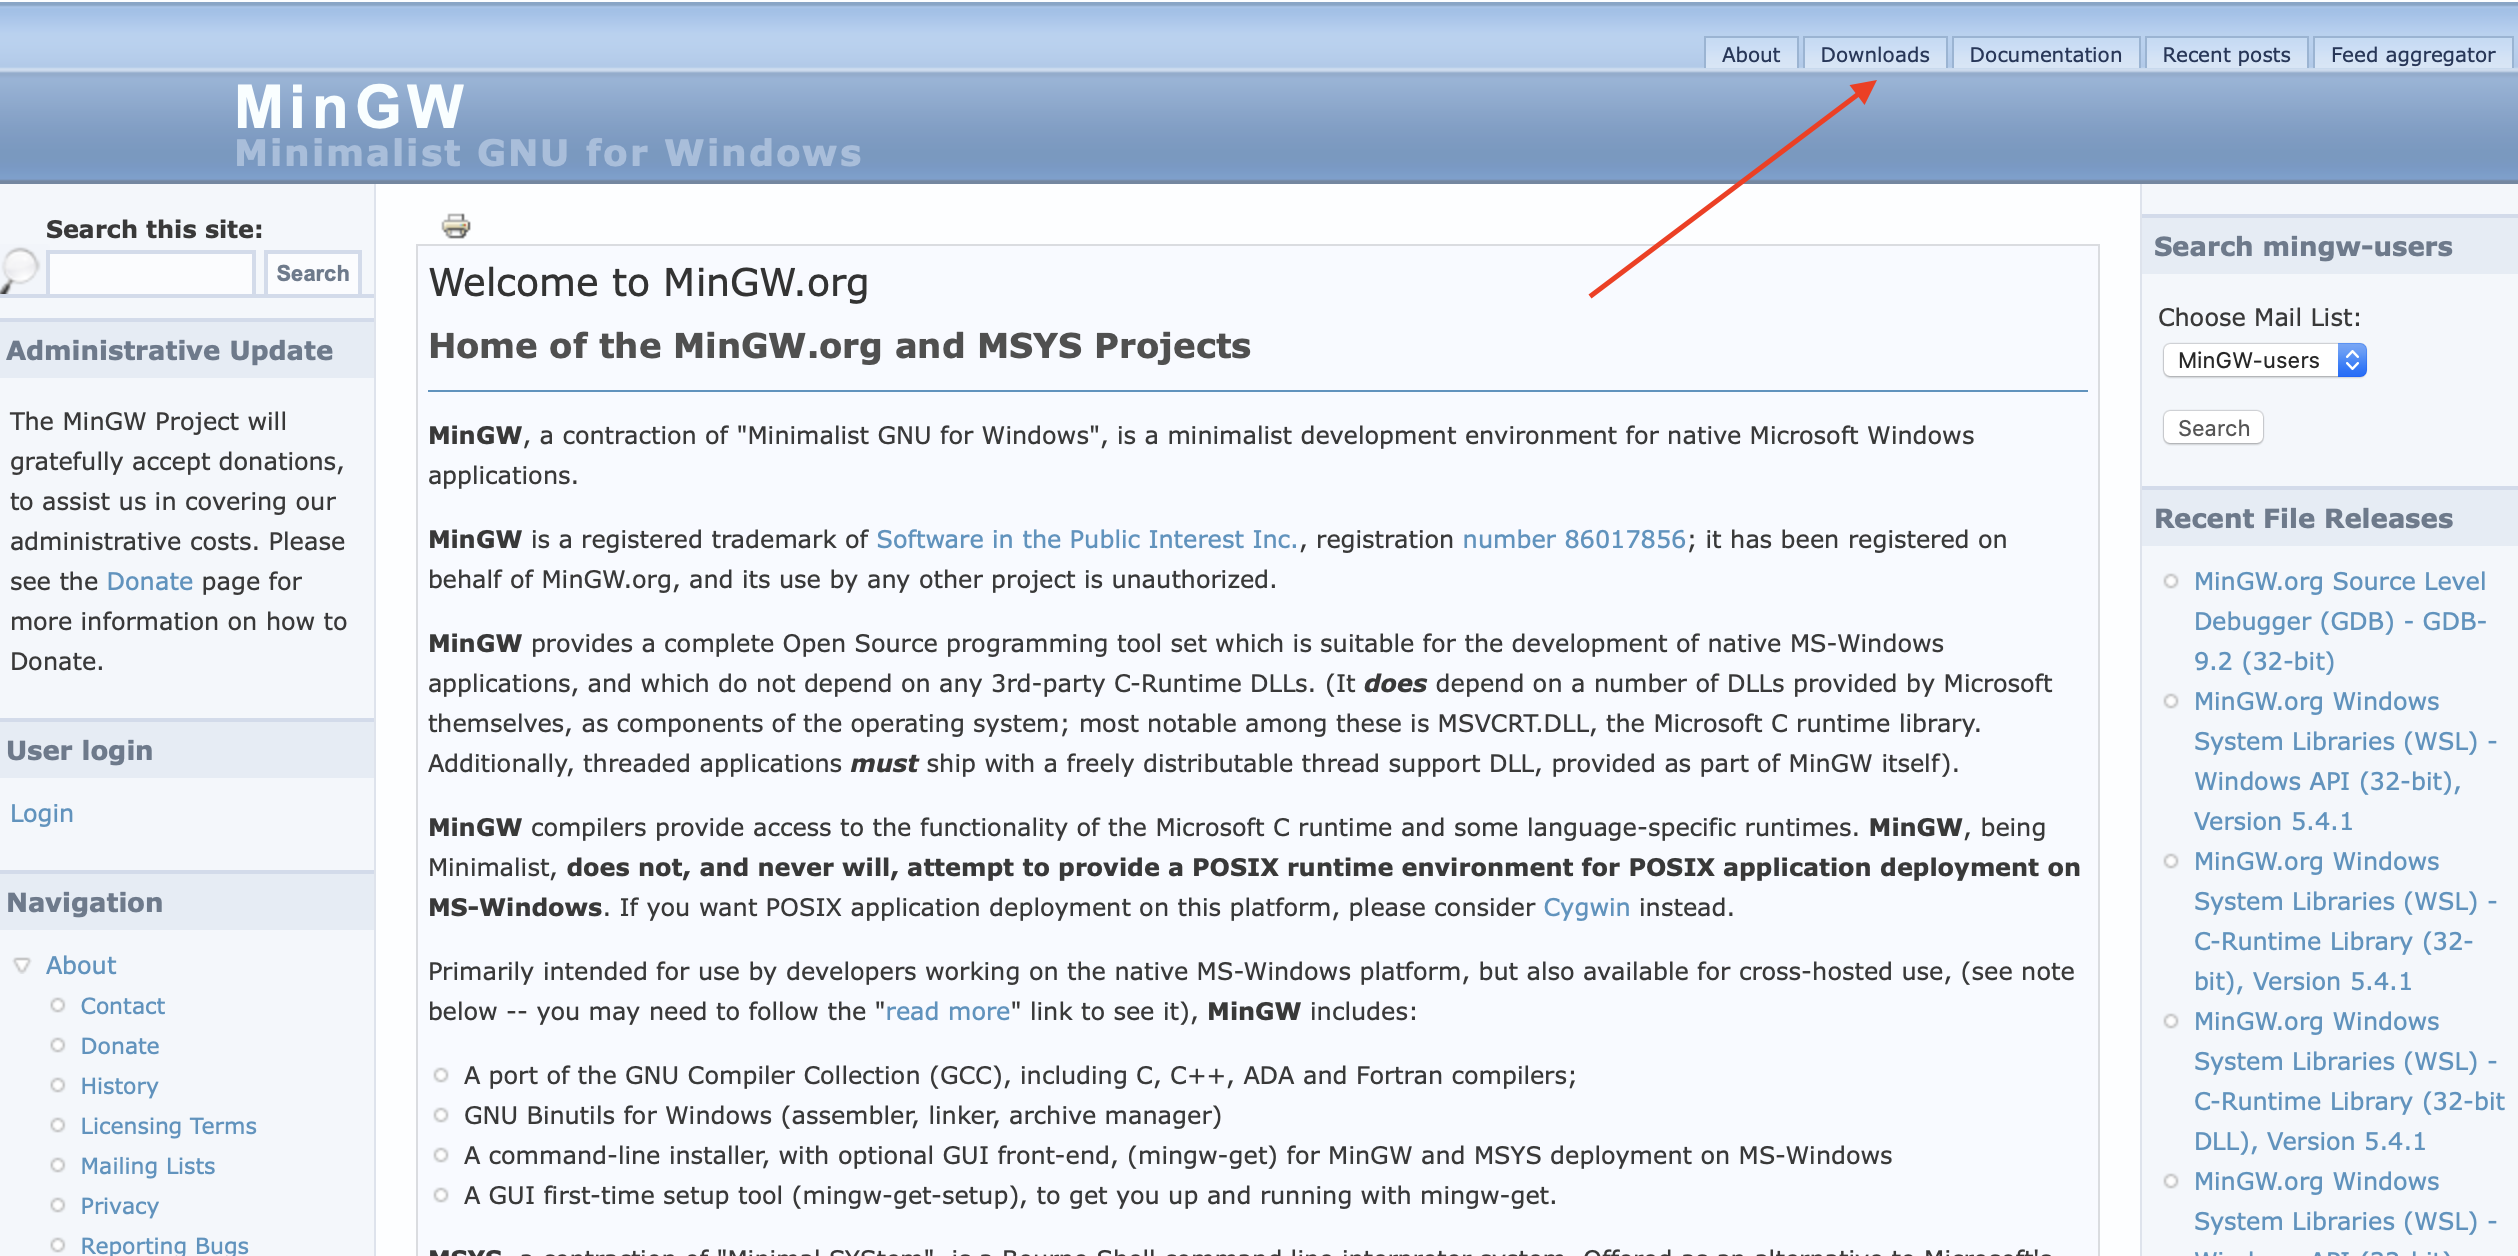 About
Downloads
Documentation
Recent posts
Feed aggregator
MinGW
Minimalist GNU for Windows
Search this site:
Search
Administrative Update
The MinGW Project will
gratefully accept donations,
to assist us in covering our
administrative costs. Please
see the Donate page for
more information on how to
Donate.
User login
Login
Navigation
About
Contact
Donate
History
Licensing Terms
Mailing Lists
Privacy
Reporting Bugs
Welcome to MinGW.org
Home of the MinGW.org and MSYS Projects
MinGW, a contraction of "Minimalist GNU for Windows", is a minimalist development environment for native Microsoft Windows
applications.
MinGW is a registered trademark of Software in the Public Interest Inc., registration number 86017856; it has been registered on
behalf of MinGW.org, and its use by any other project is unauthorized.
MinGW provides a complete Open Source programming tool set which is suitable for the development of native MS-Windows
applications, and which do not depend on any 3rd-party C-Runtime DLLs. (It does depend on a number of DLLs provided by Microsoft
themselves, as components of the operating system; most notable among these is MSVCRT.DLL, the Microsoft C runtime library.
Additionally, threaded applications must ship with a freely distributable thread support DLL, provided as part of MinGW itself).
MinGW compilers provide access to the functionality of the Microsoft C runtime and some language-specific runtimes. MinGW, being
Minimalist, does not, and never will, attempt to provide a POSIX runtime environment for POSIX application deployment on
MS-Windows. If you want POSIX application deployment on this platform, please consider Cygwin instead.
Primarily intended for use by developers working on the native MS-Windows platform, but also available for cross-hosted use, (see note
below -- you may need to follow the "read more" link to see it), MinGW includes:
A port of the GNU Compiler Collection (GCC), including C, C++, ADA and Fortran compilers;
GNU Binutils for Windows (assembler, linker, archive manager)
A command-line installer, with optional GUI front-end, (mingw-get) for MinGW and MSYS deployment on MS-Windows
A GUI first-time setup tool (mingw-get-setup), to get you up and running with mingw-get.
MSYS, a contraction of "Minimal SYStem", is a Bourne Shell command line interpreter system. Offered as an alternative to Microsoft's
Search mingw-users
Choose Mail List:
MinGW-users
Search
Recent File Releases
MinGW.org Source Level
Debugger (GDB) - GDB-
9.2 (32-bit)
MinGW.org Windows
System Libraries (WSL) -
Windows API (32-bit),
Version 5.4.1
MinGW.org Windows
System Libraries (WSL) -
C-Runtime Library (32-
bit), Version 5.4.1
MinGW.org Windows
System Libraries (WSL) -
C-Runtime Library (32-bit
DLL), Version 5.4.1
MinGW.org Windows
System Libraries (WSL) -